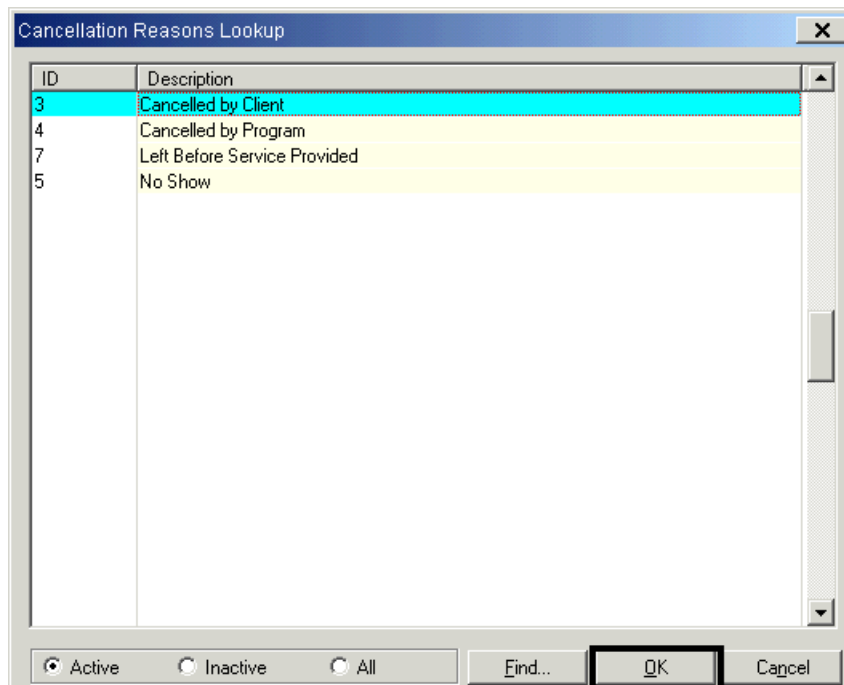 Cancellation Reasons Lookup
ID Description
3 Cancelled by Client
4 Cancelled by Program
7 Left Before Service Provided
5 No Show
Active Inactive All Find... OK Cancel